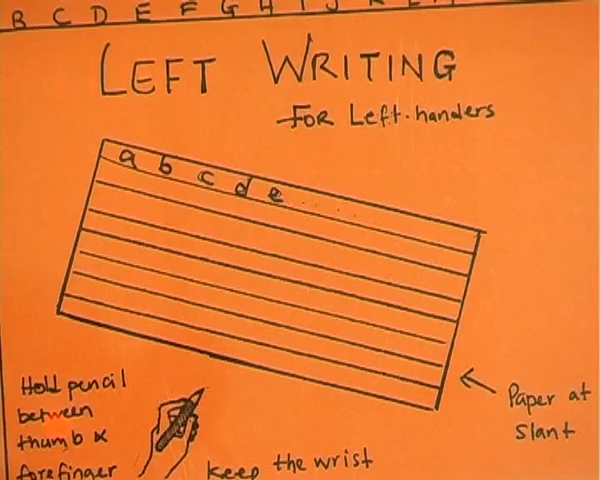 B C D E F G H I J K L
LEFT WRITING
FOR Left-handers
a b c d e . . . . .
Hold pencil
between
thumb &
forefinger
Paper at
slant
keep the wrist